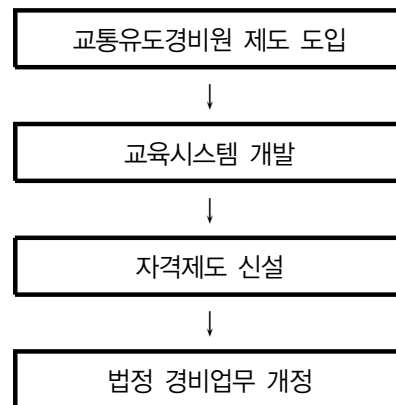 교통유도경비원 제도 도입
↓
교육시스템 개발
↓
자격제도 신설
↓
법정 경비업무 개정